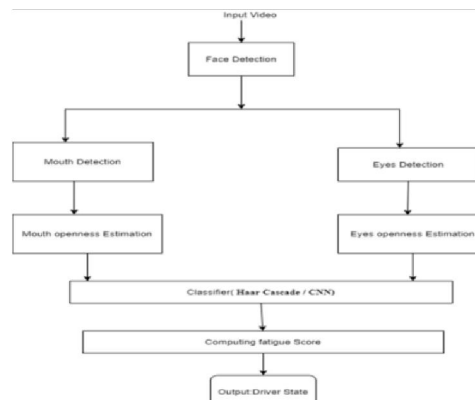 Input Video
Face Detection
Mouth Detection
Eyes Detection
Mouth openness Estimation
Eyes openness Estimation
Classifier( Haar Cascade / CNN)
Computing fatigue Score
Output:Driver State